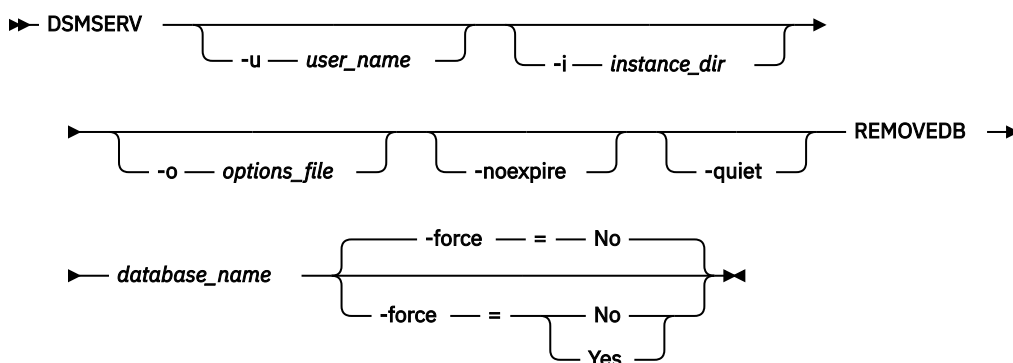 DSMSERV
-u user_name -i instance_dir
REMOVEDB
-o options_file -noexpire -quiet
-force = No
database_name
-force = No
Yes